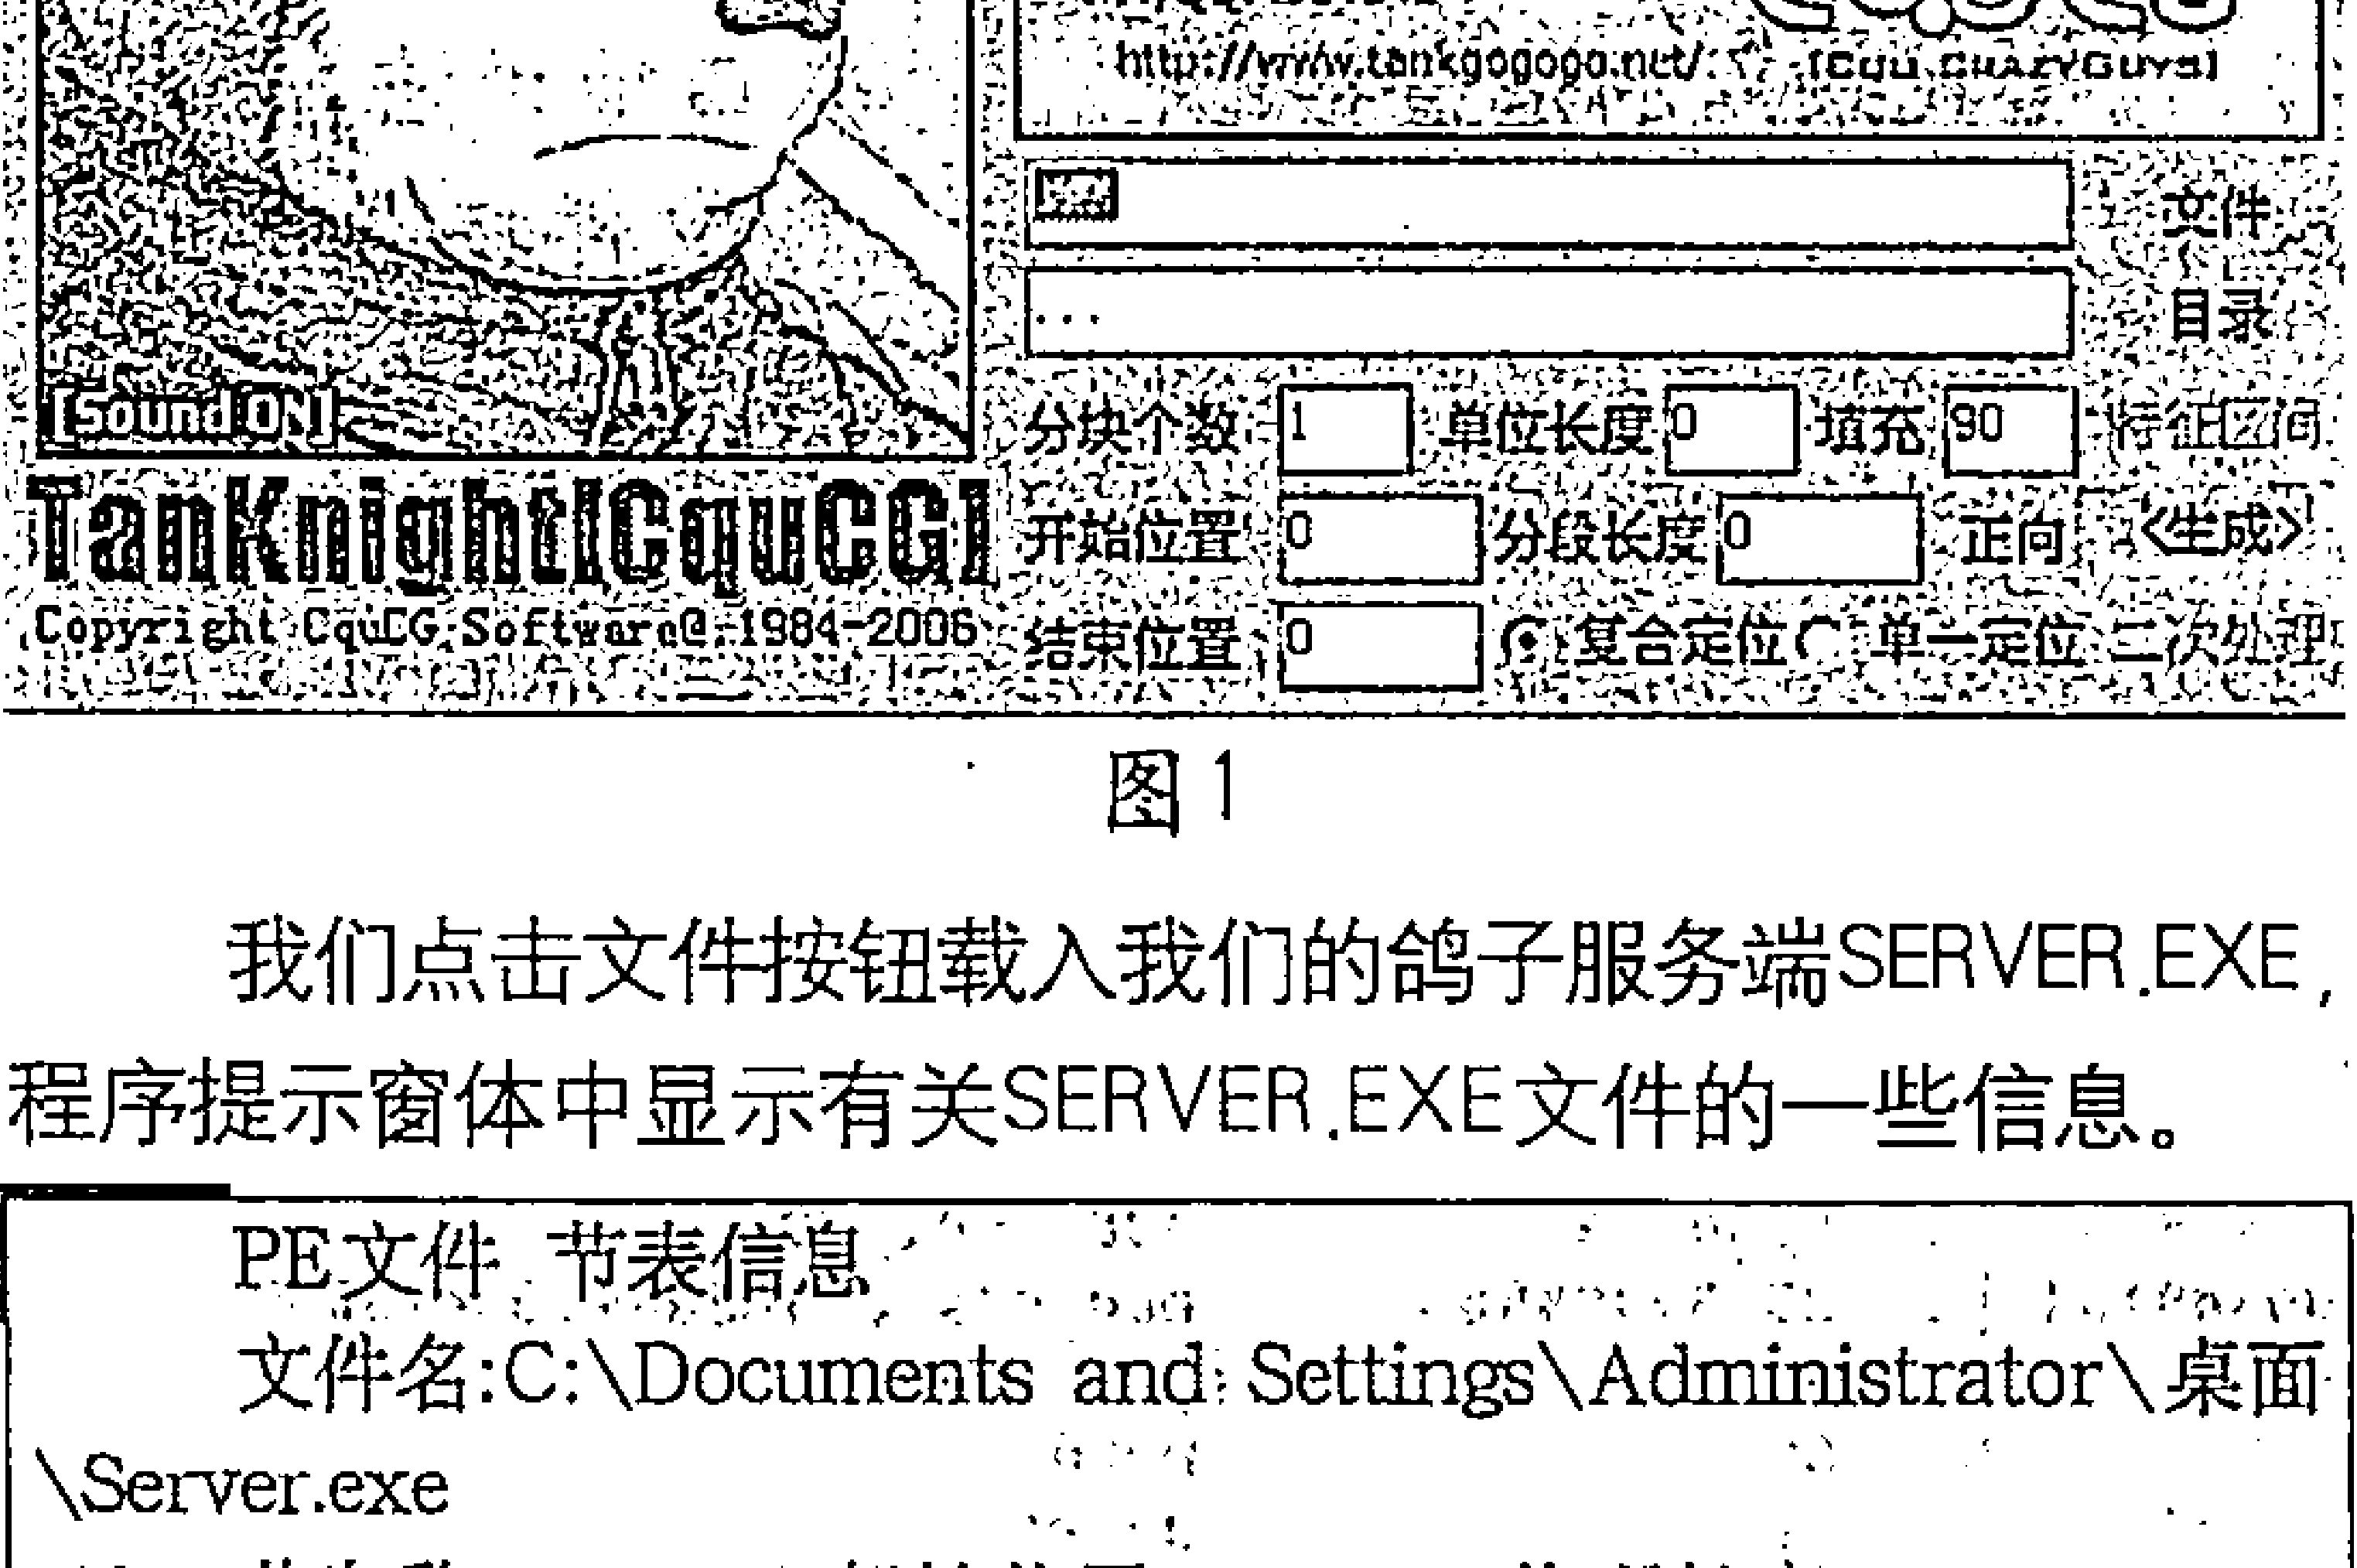 http://www.tankgogogo.net/ [CQU CRAZYGUYS]
文件
...
目录
[Sound ON]
分块个数 1 单位长度 0 填充 90 特征区间
TanKnight[CquCG]
开始位置 0 分段长度 0 正向 <生成>
Copyright CquCG Software@ 1984-2006
结束位置 0 复合定位 单一定位 二次处理
图1
我们点击文件按钮载入我们的鸽子服务端SERVER.EXE,
程序提示窗体中显示有关SERVER.EXE文件的一些信息。
PE文件 节表信息
文件名:C:\Documents and Settings\Administrator\桌面
\Server.exe